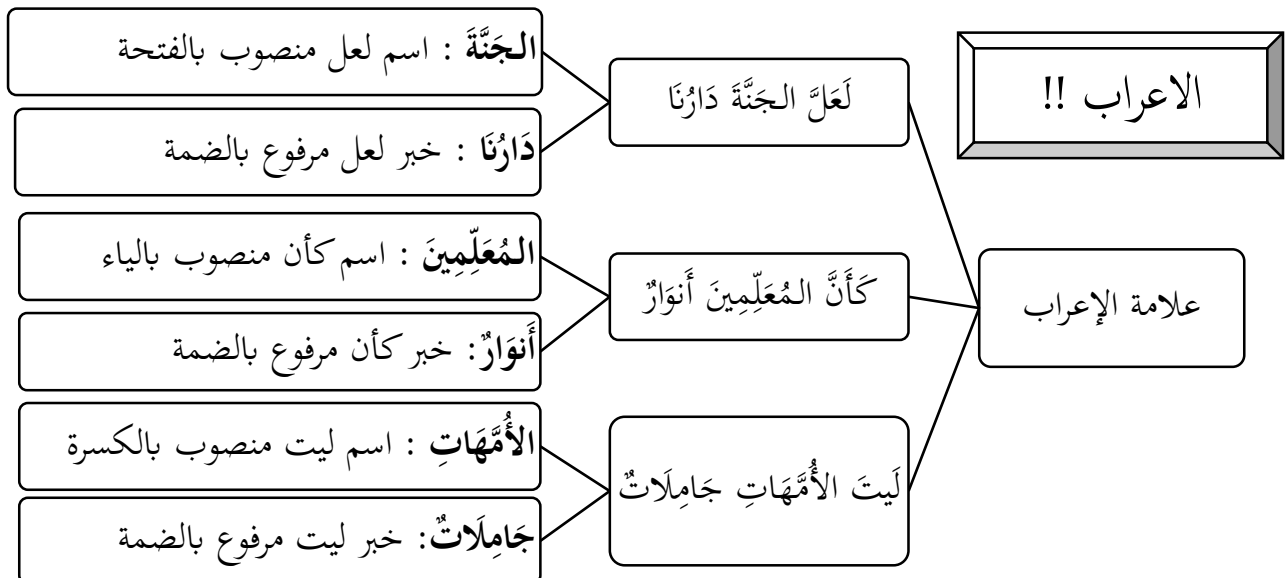 الاعراب !!
علامة الإعراب
لَعَلَّ الجَنَّةَ دَارُنَا
الجَنَّةَ : اسم لعل منصوب بالفتحة
دَارُنَا : خبر لعل مرفوع بالضمة
كَأَنَّ المُعَلِّمِينَ أَنوَارٌ
المُعَلِّمِينَ : اسم كأن منصوب بالياء
أَنوَارٌ : خبر كأن مرفوع بالضمة
لَيتَ الأُمَّهَاتِ جَامِلَاتٌ
الأُمَّهَاتِ : اسم ليت منصوب بالكسرة
جَامِلَاتٌ : خبر ليت مرفوع بالضمة